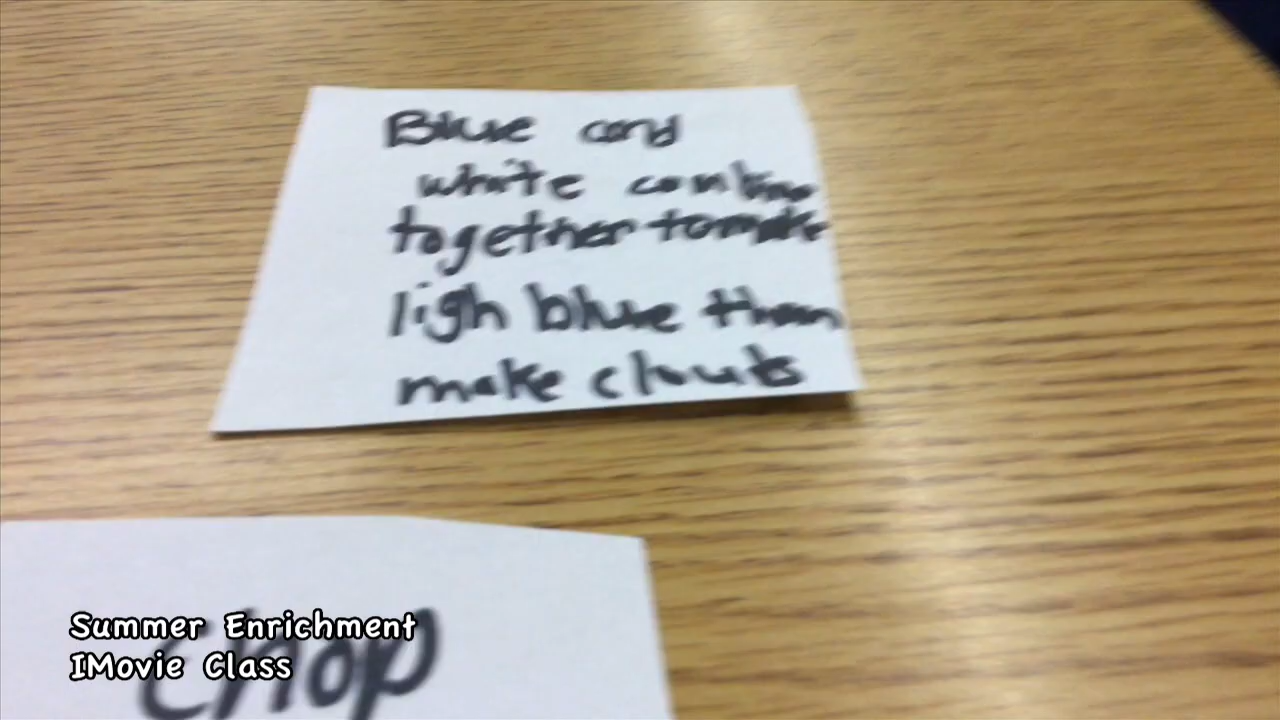 Blue and
white combine
together to make
ligh blue then
make clouds
chop
Summer Enrichment
IMovie Class